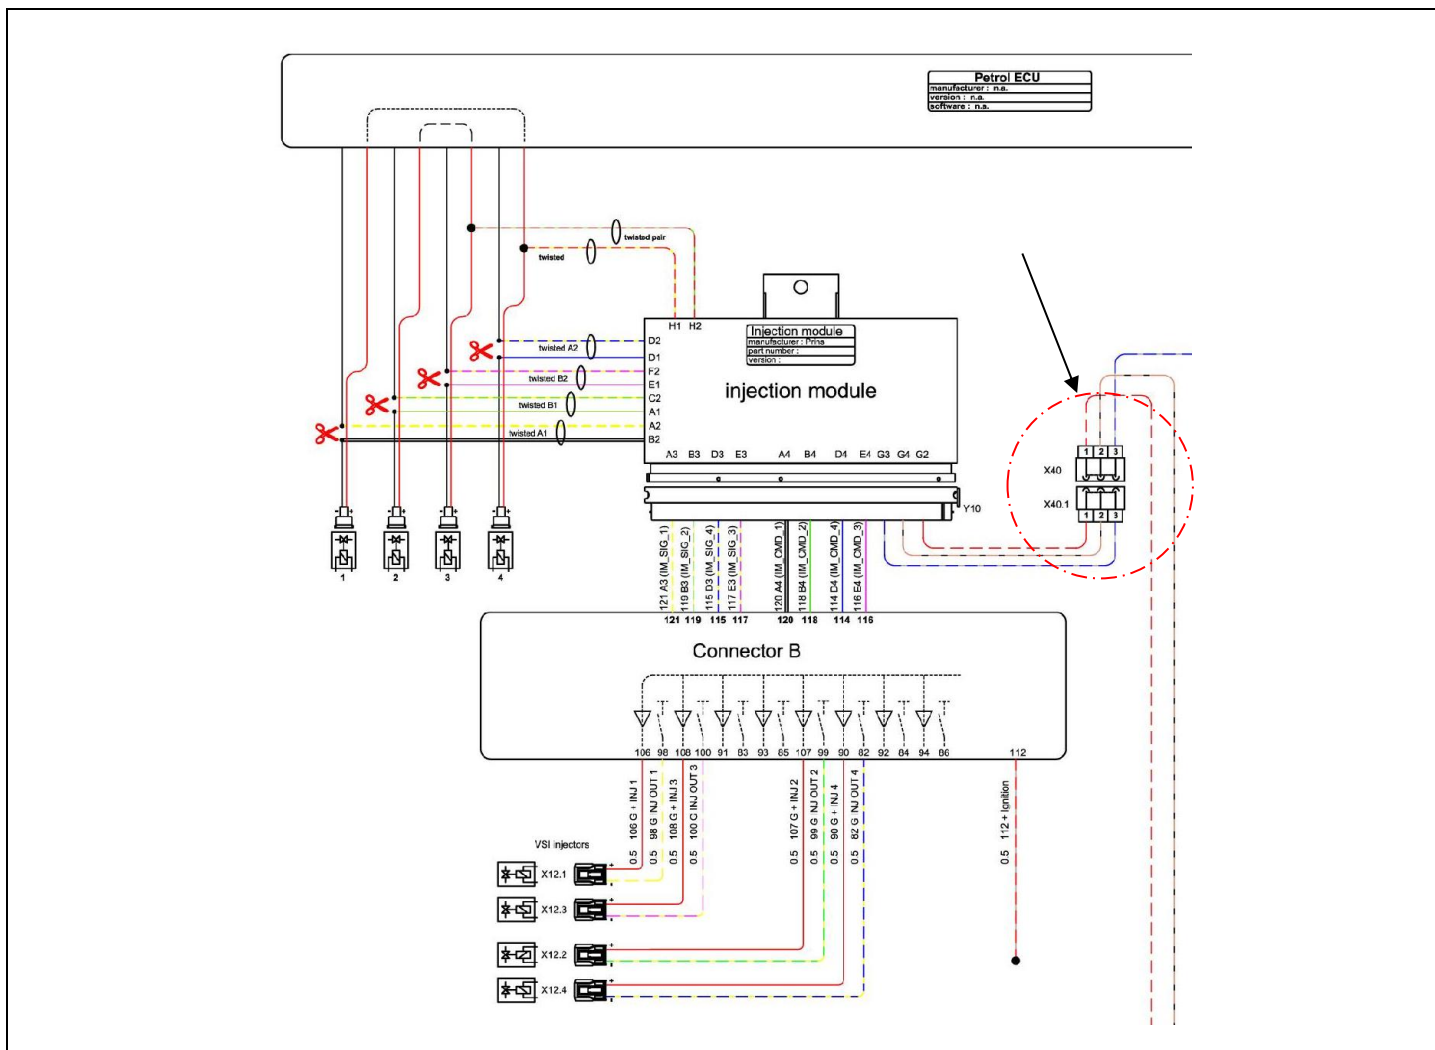 Petrol ECU
manufacturer : n.a.
version : n.a.
software : n.a.
twisted pair
twisted
H1 H2
Injection module
manufacturer : Prins
part number :
version :
injection module
twisted A2
D2
D1
twisted B2
F2
E1
twisted B1
C2
A1
twisted A1
A2
B2
A3 B3 D3 E3 A4 B4 D4 E4 G3 G4 G2
Y10
1 2 3
X40
X40.1
1 2 3
1 2 3 4
121 A3 (IM_SIG_1)
119 B3 (IM_SIG_2)
115 D3 (IM_SIG_4)
117 E3 (IM_SIG_3)
120 A4 (IM_CMD_1)
118 B4 (IM_CMD_2)
114 D4 (IM_CMD_4)
116 E4 (IM_CMD_3)
121 119 115 117 120 118 114 116
Connector B
106 98 108 100 91 83 93 85 107 99 90 82 92 84 94 86 112
0.5 106 G + INJ 1
0.5 98 G INJ OUT 1
0.5 108 G + INJ 3
0.5 100 G INJ OUT 3
0.5 107 G + INJ 2
0.5 99 G INJ OUT 2
0.5 90 G + INJ 4
0.5 82 G INJ OUT 4
0.5 112 + Ignition
VSI injectors
X12.1
X12.3
X12.2
X12.4